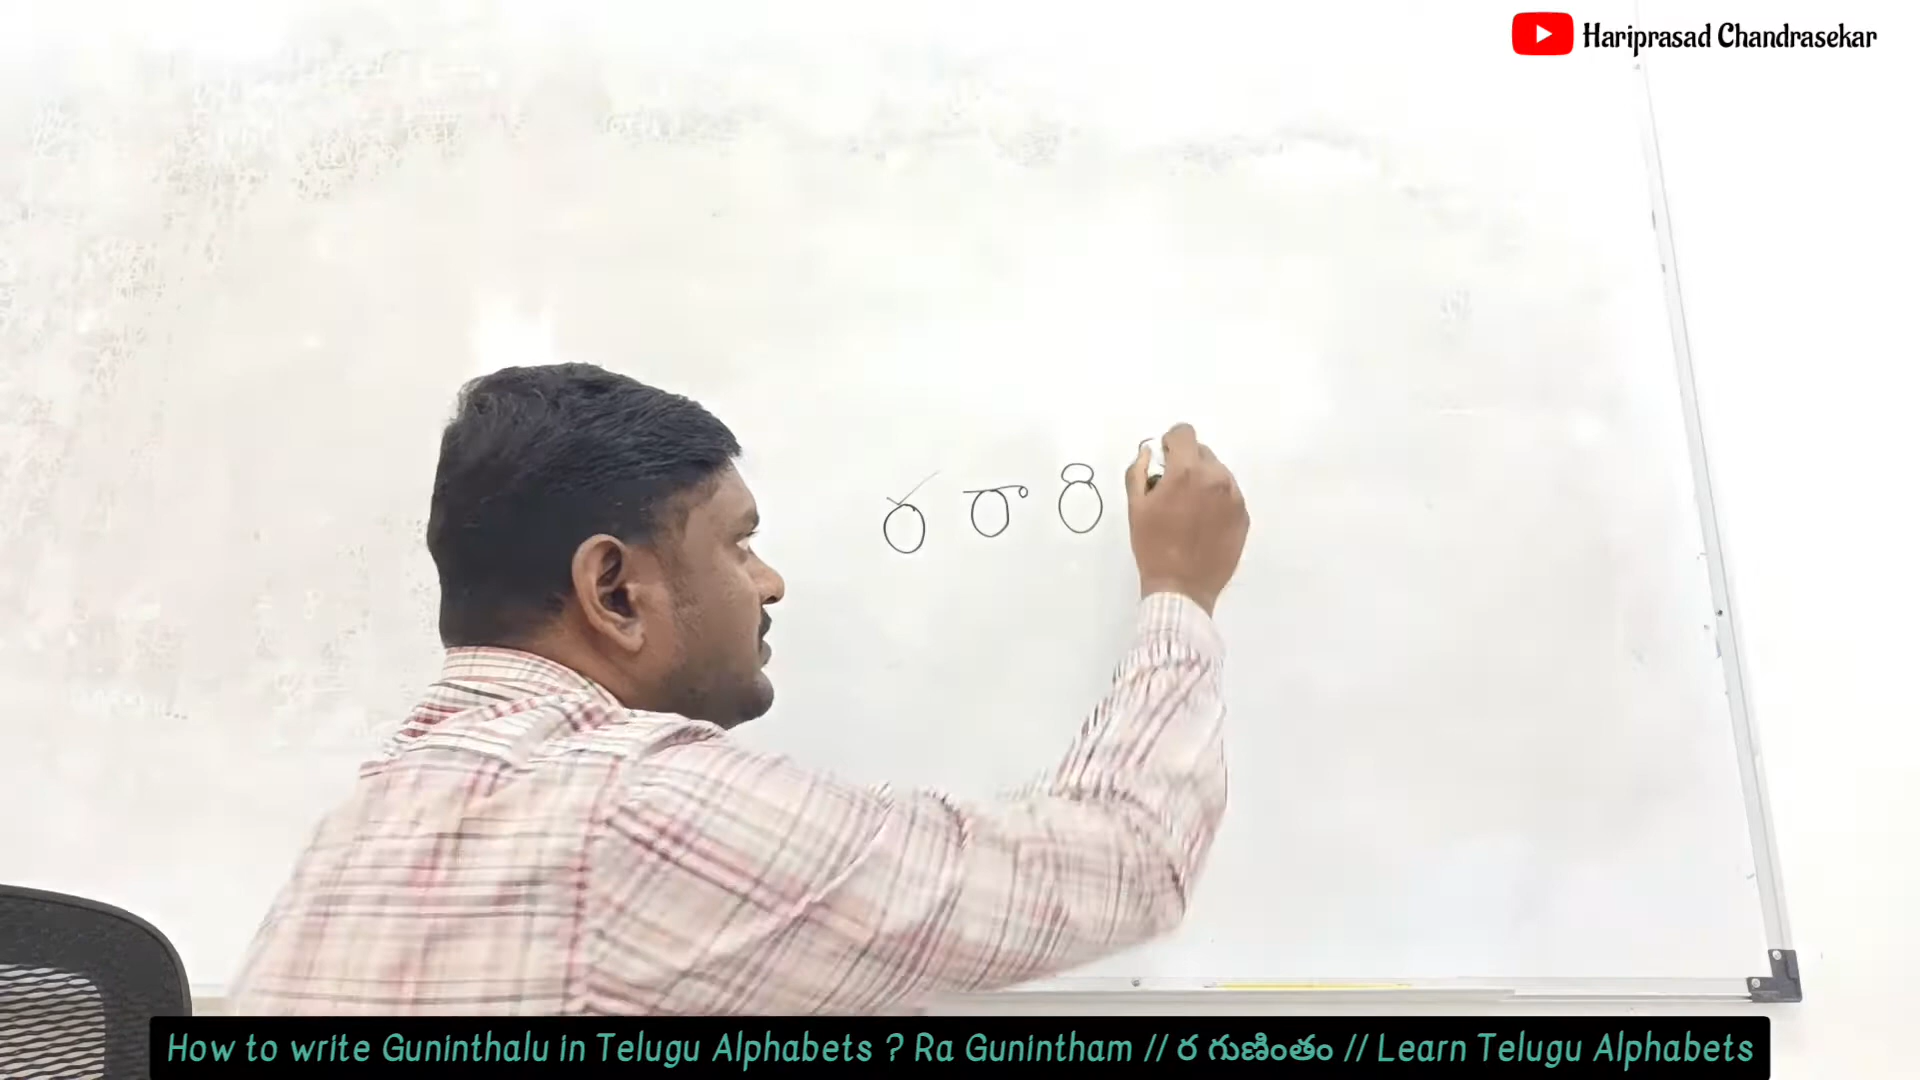 Hariprasad Chandrasekar
ర రా రి
How to write Guninthalu in Telugu Alphabets ? Ra Gunintham // ర గుణింతం // Learn Telugu Alphabets